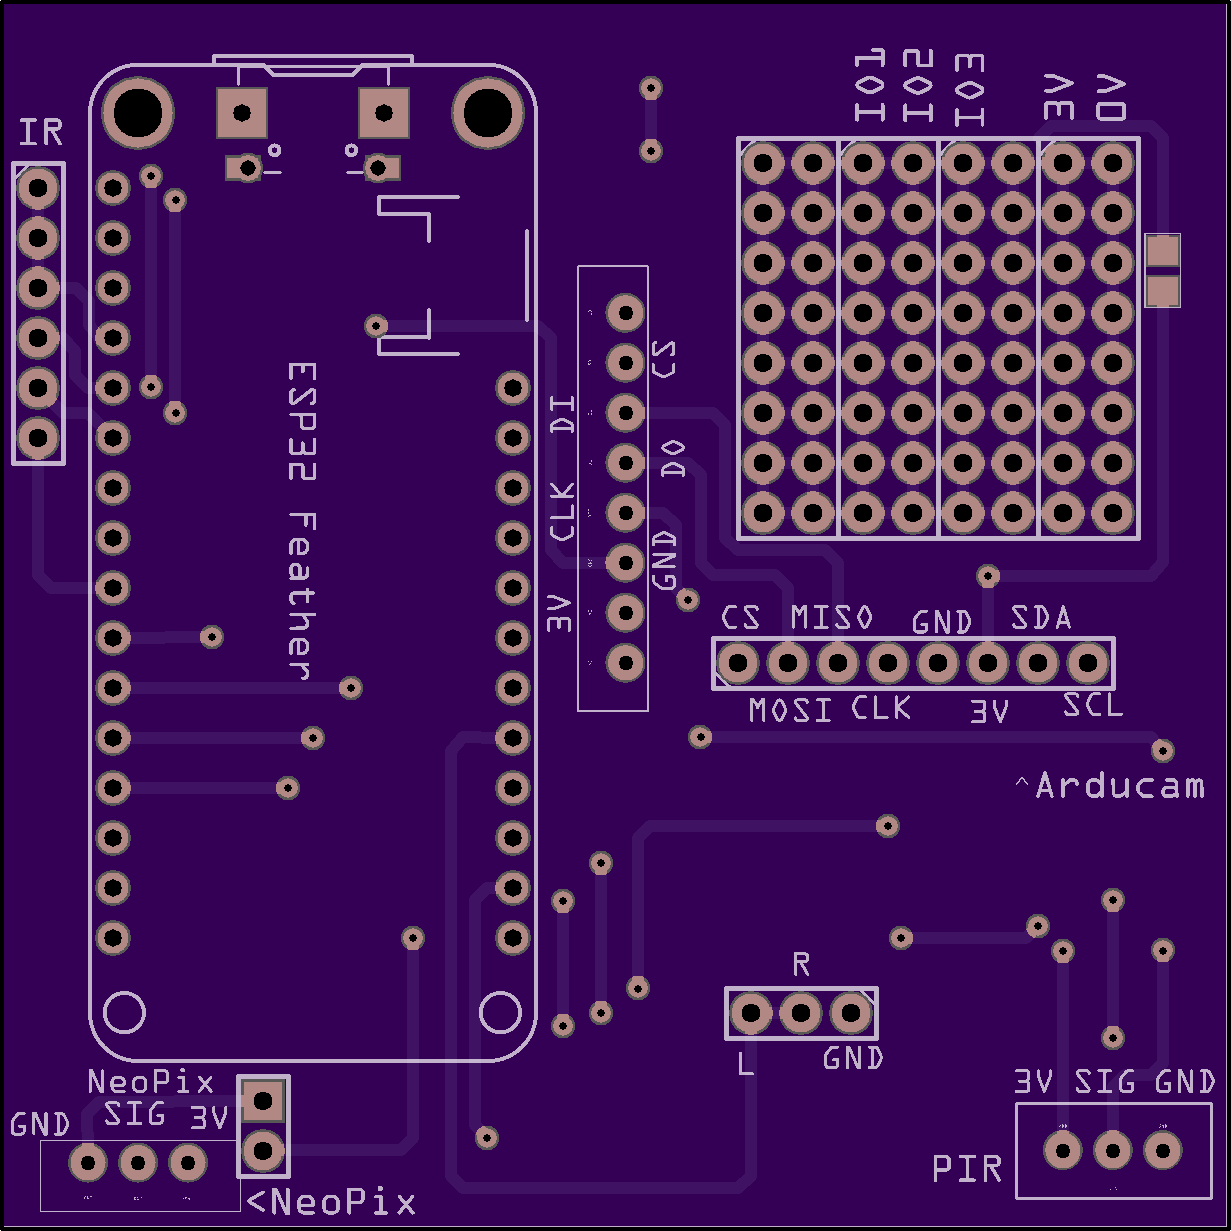 IO1
IO2
IO3
3V
0V
IR
ESP32 Feather
CS
DI
DO
CLK
GND
3V
CS
MISO
GND
SDA
MOSI
CLK
3V
SCL
^Arducam
R
L
GND
NeoPix
GND
SIG
3V
<NeoPix
3V SIG GND
PIR